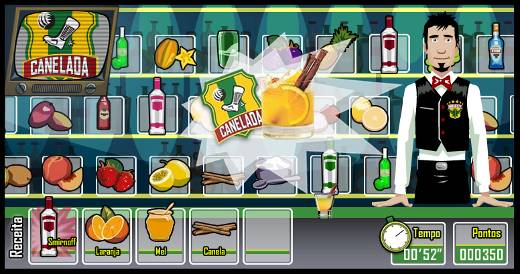 CANELADA
CANELADA
Receita
Smirnoff
Laranja
Mel
Canela
Tempo
00'52"
Pontos
000350